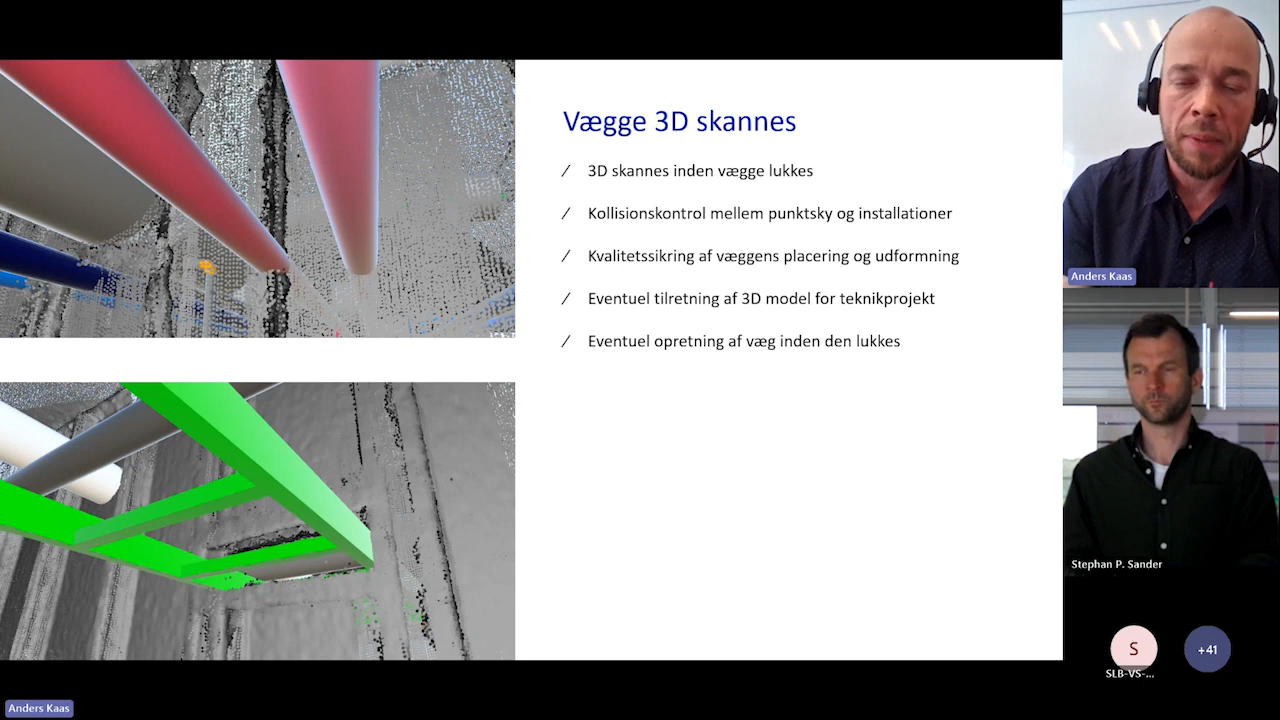 Vægge 3D skannes
/ 3D skannes inden vægge lukkes
/ Kollisionskontrol mellem punktsky og installationer
/ Kvalitetssikring af væggens placering og udformning
/ Eventuel tilretning af 3D model for teknikprojekt
/ Eventuel opretning af væg inden den lukkes
Anders Kaas
Stephan P. Sander
S
+41
SLB-VS-...
Anders Kaas